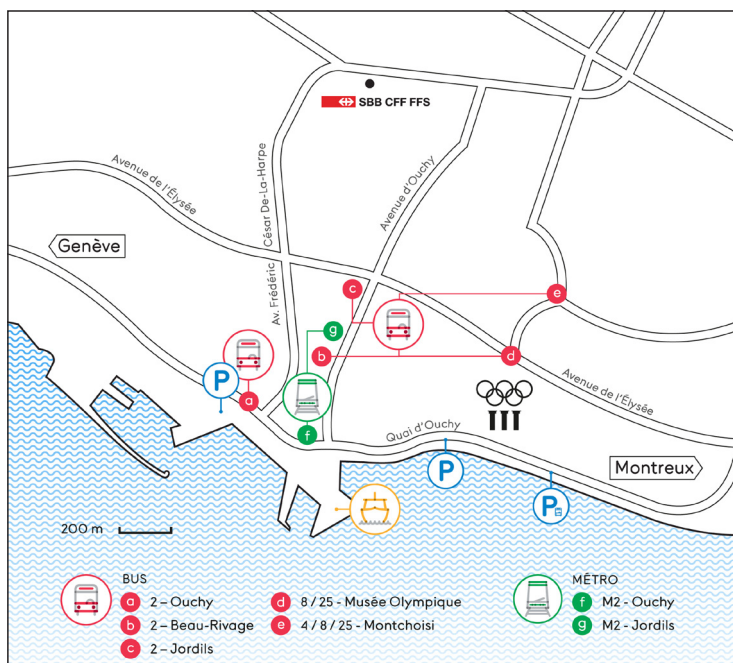 SBB CFF FFS
Avenue de l'Élysée
Av. Frédéric César De-La-Harpe
Avenue d'Ouchy
Genève
c
e
g
b
d
P
a
f
Avenue de l'Élysée
Quai d'Ouchy
P
Montreux
P
200 m
BUS
a 2 – Ouchy
b 2 – Beau-Rivage
c 2 – Jordils
d 8 / 25 - Musée Olympique
e 4 / 8 / 25 - Montchoisi
MÊTRO
f M2 - Ouchy
g M2 - Jordils